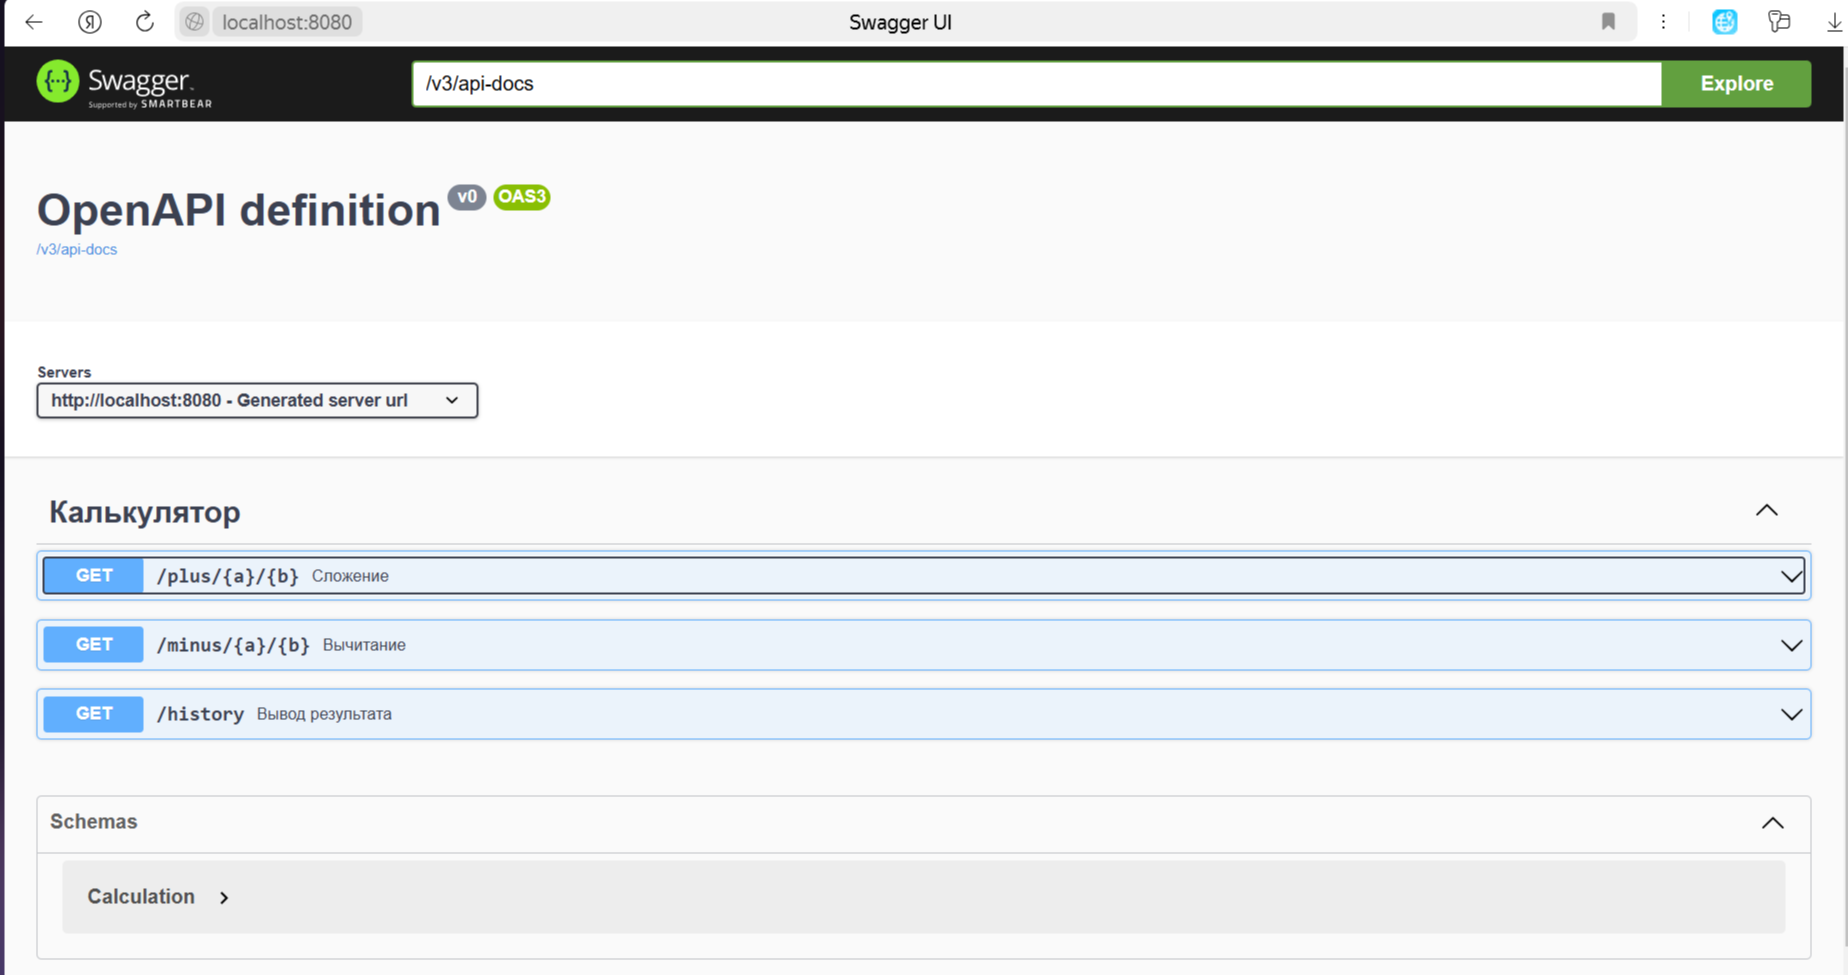 localhost:8080 Swagger UI
Swagger.
Supported by SMARTBEAR
/v3/api-docs Explore
OpenAPI definition v0 OAS3
/v3/api-docs
Servers
http://localhost:8080 - Generated server url
Калькулятор
GET /plus/{a}/{b} Сложение
GET /minus/{a}/{b} Вычитание
GET /history Вывод результата
Schemas
Calculation